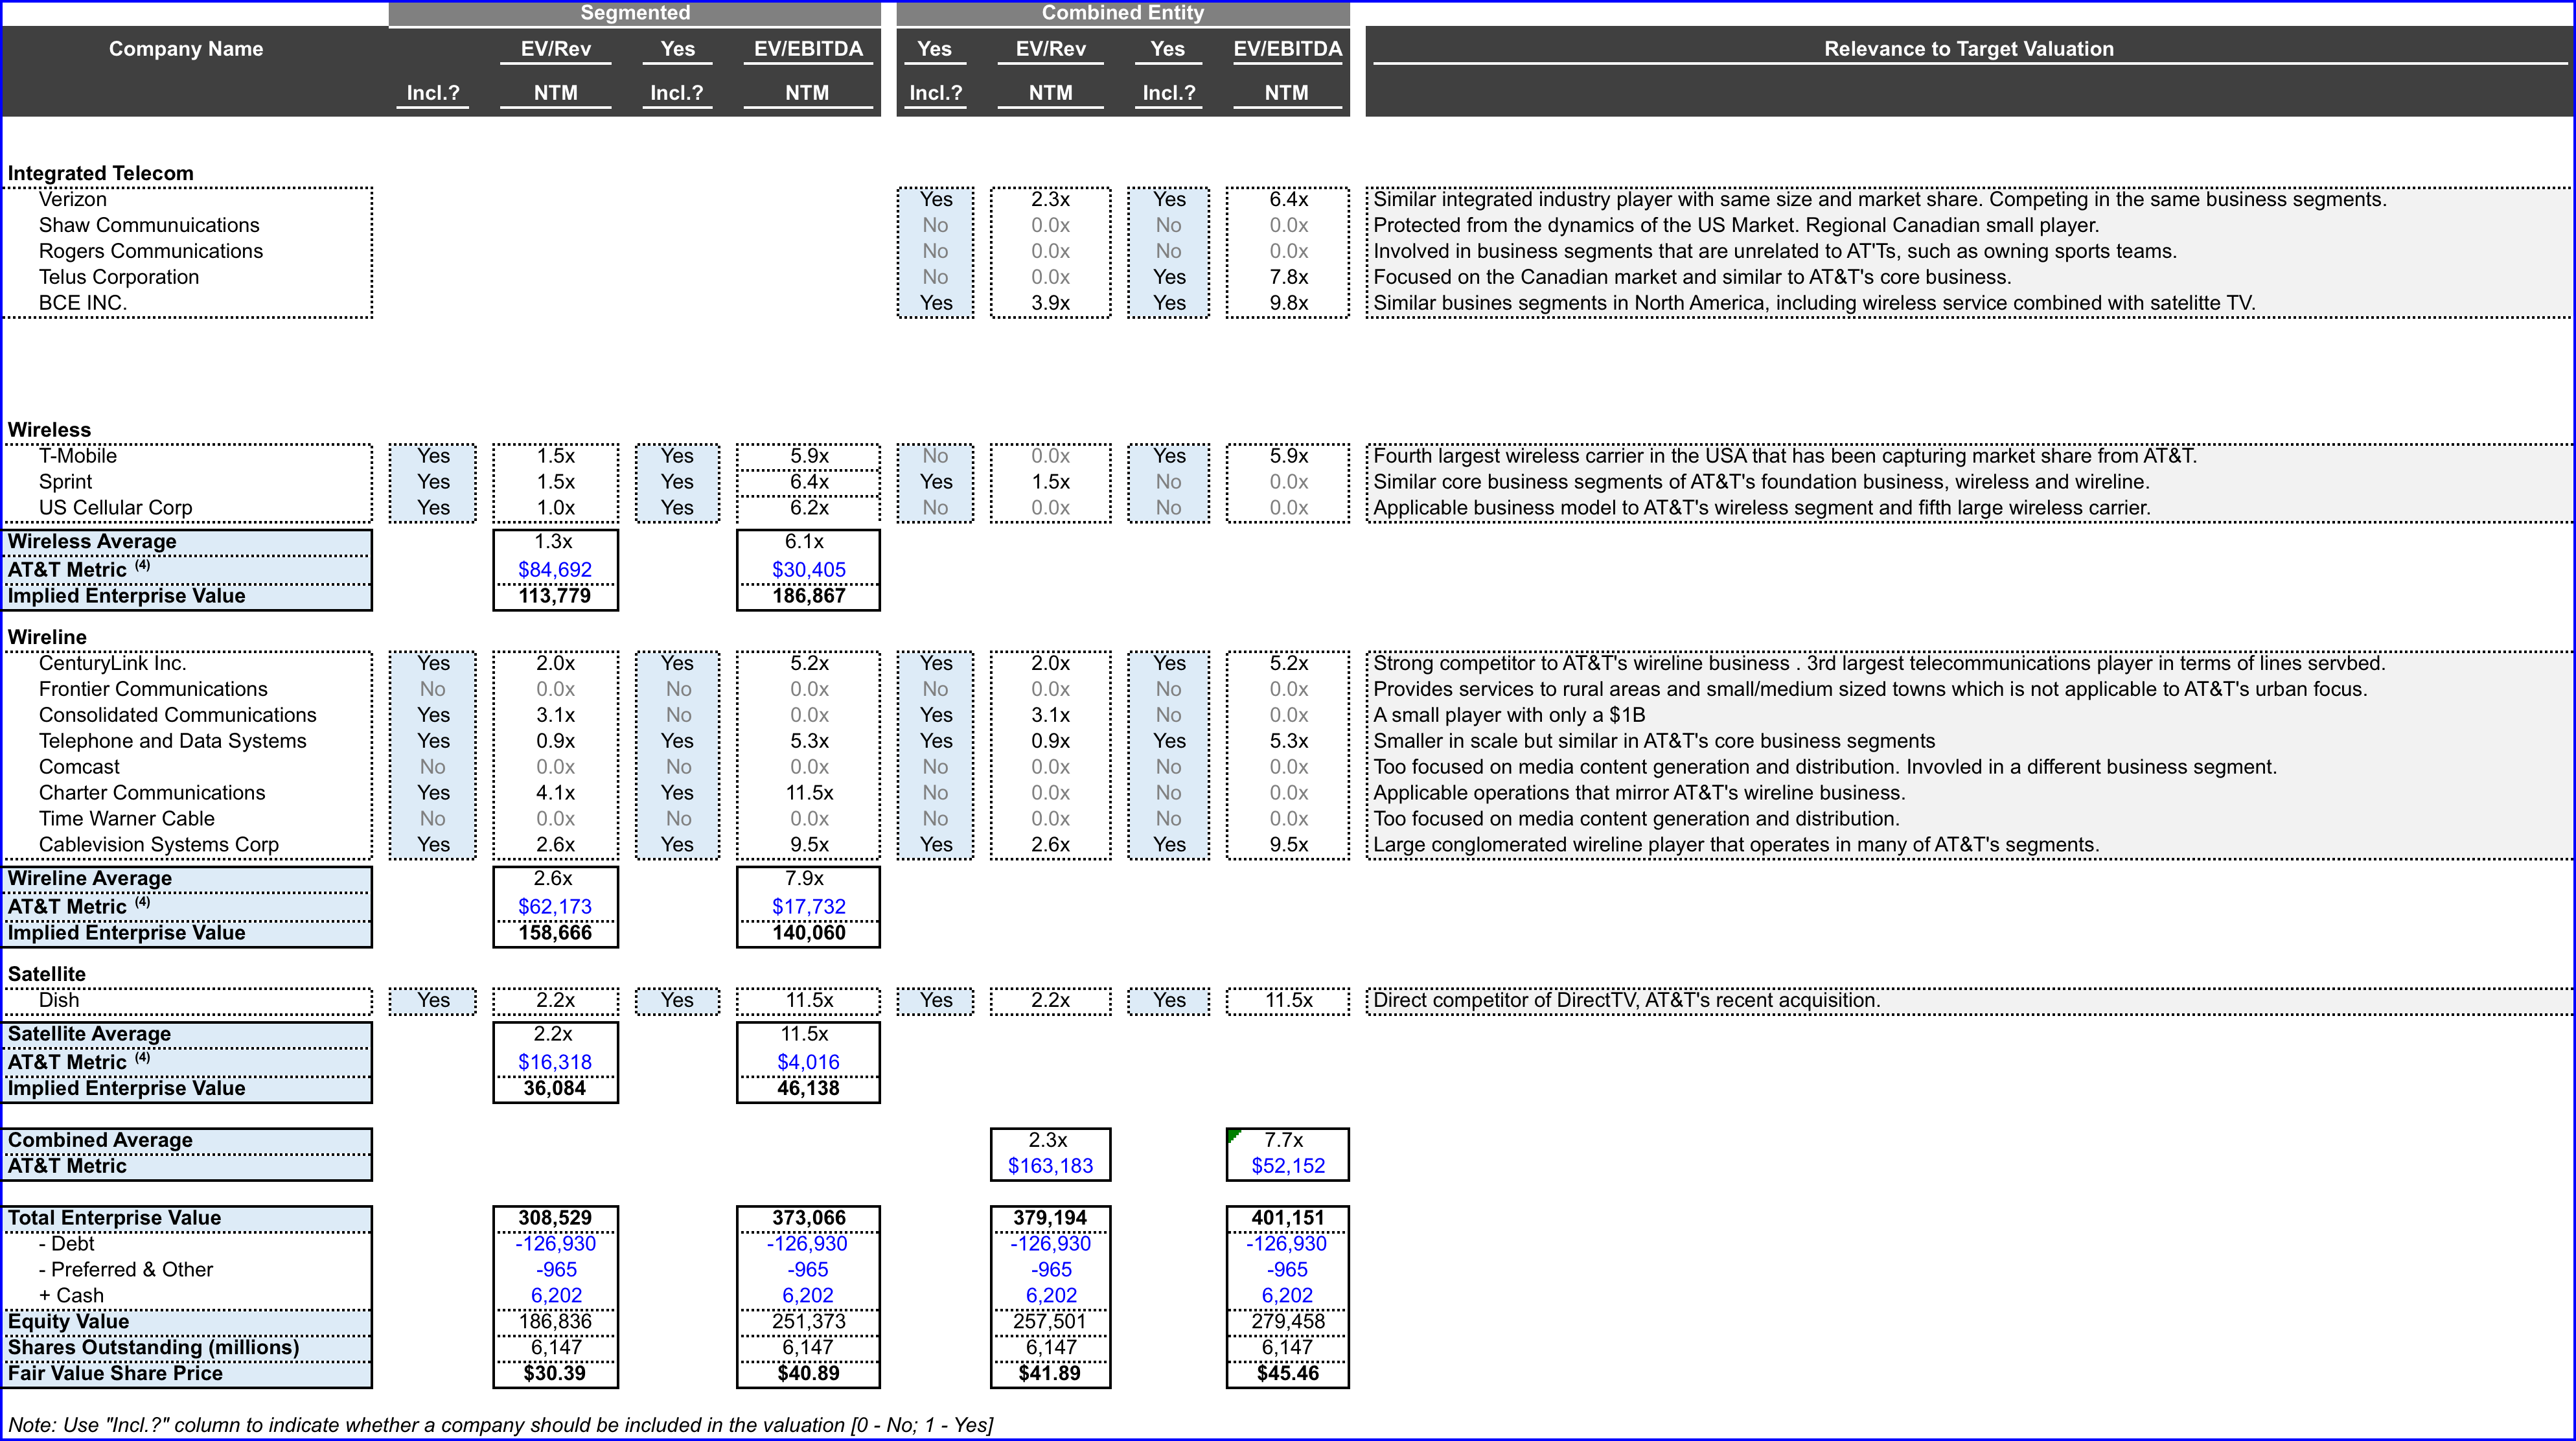 Segmented Combined Entity
Company Name EV/Rev Yes EV/EBITDA Yes EV/Rev Yes EV/EBITDA Relevance to Target Valuation
Incl.? NTM Incl.? NTM Incl.? NTM Incl.? NTM
Integrated Telecom
Verizon Yes 2.3x Yes 6.4x Similar integrated industry player with same size and market share. Competing in the same business segments.
Shaw Communuications No 0.0x No 0.0x Protected from the dynamics of the US Market. Regional Canadian small player.
Rogers Communications No 0.0x No 0.0x Involved in business segments that are unrelated to AT'Ts, such as owning sports teams.
Telus Corporation No 0.0x Yes 7.8x Focused on the Canadian market and similar to AT&T's core business.
BCE INC. Yes 3.9x Yes 9.8x Similar busines segments in North America, including wireless service combined with satelitte TV.
Wireless
T-Mobile Yes 1.5x Yes 5.9x No 0.0x Yes 5.9x Fourth largest wireless carrier in the USA that has been capturing market share from AT&T.
Sprint Yes 1.5x Yes 6.4x Yes 1.5x No 0.0x Similar core business segments of AT&T's foundation business, wireless and wireline.
US Cellular Corp Yes 1.0x Yes 6.2x No 0.0x No 0.0x Applicable business model to AT&T's wireless segment and fifth large wireless carrier.
Wireless Average 1.3x 6.1x
AT&T Metric (4) $84,692 $30,405
Implied Enterprise Value 113,779 186,867
Wireline
CenturyLink Inc. Yes 2.0x Yes 5.2x Yes 2.0x Yes 5.2x Strong competitor to AT&T's wireline business . 3rd largest telecommunications player in terms of lines servbed.
Frontier Communications No 0.0x No 0.0x No 0.0x No 0.0x Provides services to rural areas and small/medium sized towns which is not applicable to AT&T's urban focus.
Consolidated Communications Yes 3.1x No 0.0x Yes 3.1x No 0.0x A small player with only a $1B
Telephone and Data Systems Yes 0.9x Yes 5.3x Yes 0.9x Yes 5.3x Smaller in scale but similar in AT&T's core business segments
Comcast No 0.0x No 0.0x No 0.0x No 0.0x Too focused on media content generation and distribution. Invovled in a different business segment.
Charter Communications Yes 4.1x Yes 11.5x No 0.0x No 0.0x Applicable operations that mirror AT&T's wireline business.
Time Warner Cable No 0.0x No 0.0x No 0.0x No 0.0x Too focused on media content generation and distribution.
Cablevision Systems Corp Yes 2.6x Yes 9.5x Yes 2.6x Yes 9.5x Large conglomerated wireline player that operates in many of AT&T's segments.
Wireline Average 2.6x 7.9x
AT&T Metric (4) $62,173 $17,732
Implied Enterprise Value 158,666 140,060
Satellite
Dish Yes 2.2x Yes 11.5x Yes 2.2x Yes 11.5x Direct competitor of DirectTV, AT&T's recent acquisition.
Satellite Average 2.2x 11.5x
AT&T Metric (4) $16,318 $4,016
Implied Enterprise Value 36,084 46,138
Combined Average 2.3x 7.7x
AT&T Metric $163,183 $52,152
Total Enterprise Value 308,529 373,066 379,194 401,151
- Debt -126,930 -126,930 -126,930 -126,930
- Preferred & Other -965 -965 -965 -965
+ Cash 6,202 6,202 6,202 6,202
Equity Value 186,836 251,373 257,501 279,458
Shares Outstanding (millions) 6,147 6,147 6,147 6,147
Fair Value Share Price $30.39 $40.89 $41.89 $45.46
Note: Use "Incl.?" column to indicate whether a company should be included in the valuation [0 - No; 1 - Yes]